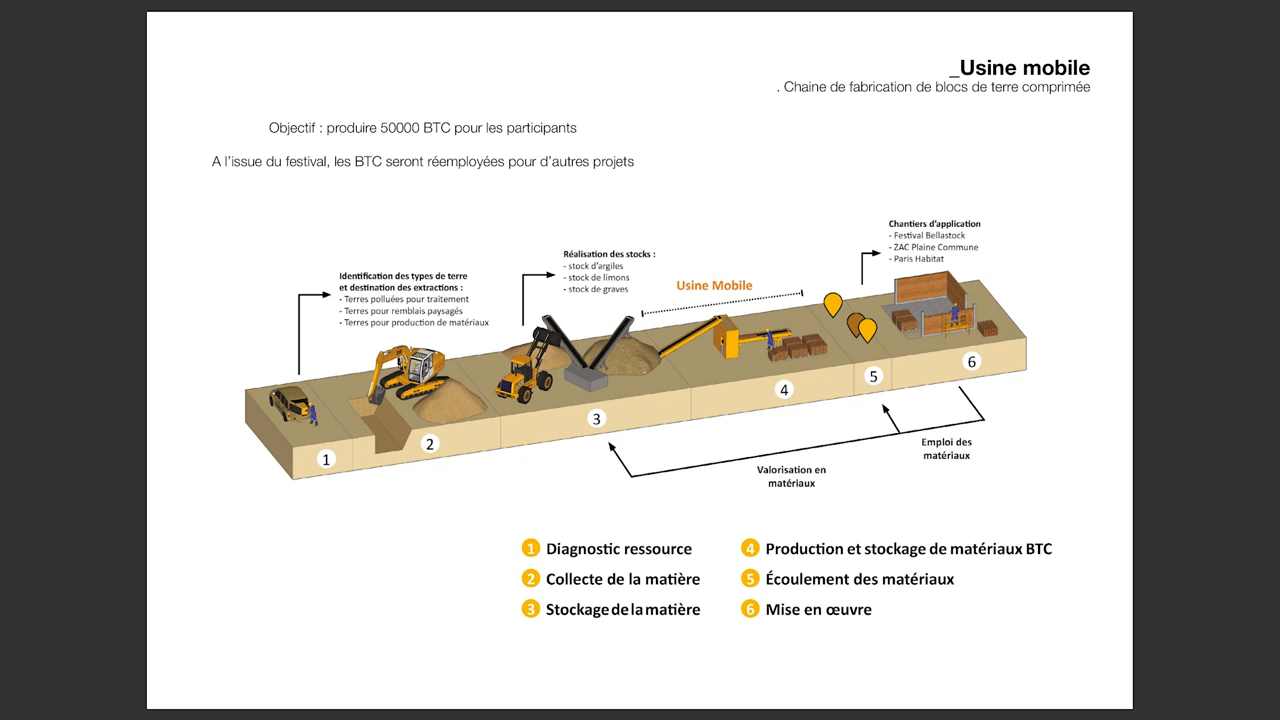 _Usine mobile
. Chaine de fabrication de blocs de terre comprimée
Objectif : produire 50000 BTC pour les participants
A l'issue du festival, les BTC seront réemployées pour d'autres projets
Chantiers d'application
- Festival Bellastock
- ZAC Plaine Commune
- Paris Habitat
Réalisation des stocks :
- stock d'argiles
- stock de limons
- stock de graves
Identification des types de terre
et destination des extractions :
- Terres polluées pour traitement
- Terres pour remblais paysagés
- Terres pour production de matériaux
Usine Mobile
1
2
3
4
5
6
Emploi des
matériaux
Valorisation en
matériaux
1 Diagnostic ressource
2 Collecte de la matière
3 Stockage de la matière
4 Production et stockage de matériaux BTC
5 Écoulement des matériaux
6 Mise en œuvre